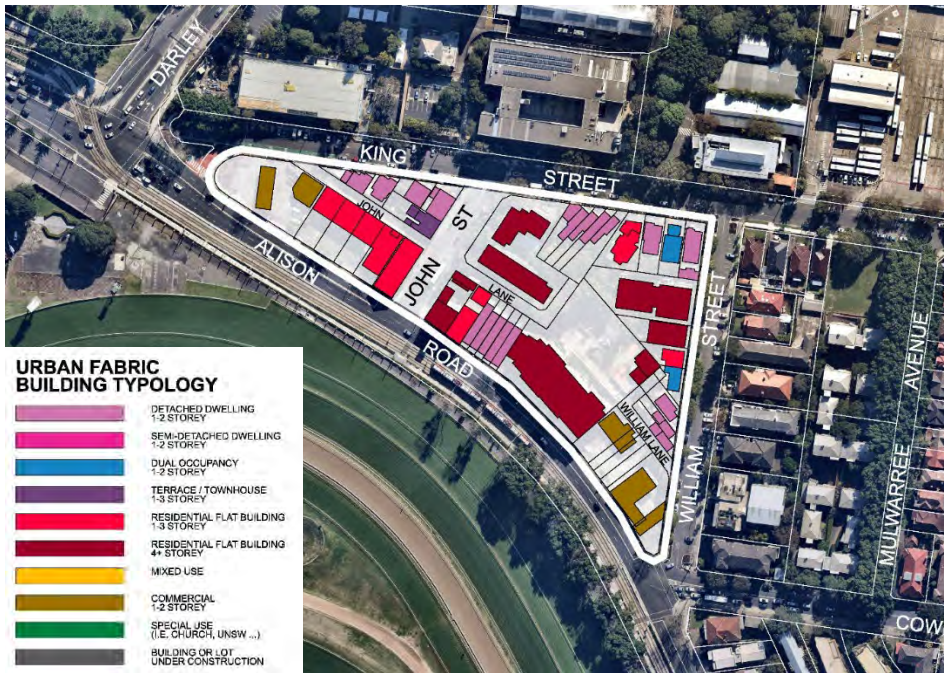 DARLEY
KING
STREET
JOHN
JOHN ST
ALISON
ROAD
LANE
STREET
WILLIAM
WILLIAM LANE
MULWARREE
AVENUE
COW
URBAN FABRIC
BUILDING TYPOLOGY
DETACHED DWELLING
1-2 STOREY
SEMI-DETACHED DWELLING
1-2 STOREY
DUAL OCCUPANCY
1-2 STOREY
TERRACE / TOWNHOUSE
1-3 STOREY
RESIDENTIAL FLAT BUILDING
1-3 STOREY
RESIDENTIAL FLAT BUILDING
4+ STOREY
MIXED USE
COMMERCIAL
1-2 STOREY
SPECIAL USE
(I.E. CHURCH, UNSW ...)
BUILDING OR LOT
UNDER CONSTRUCTION